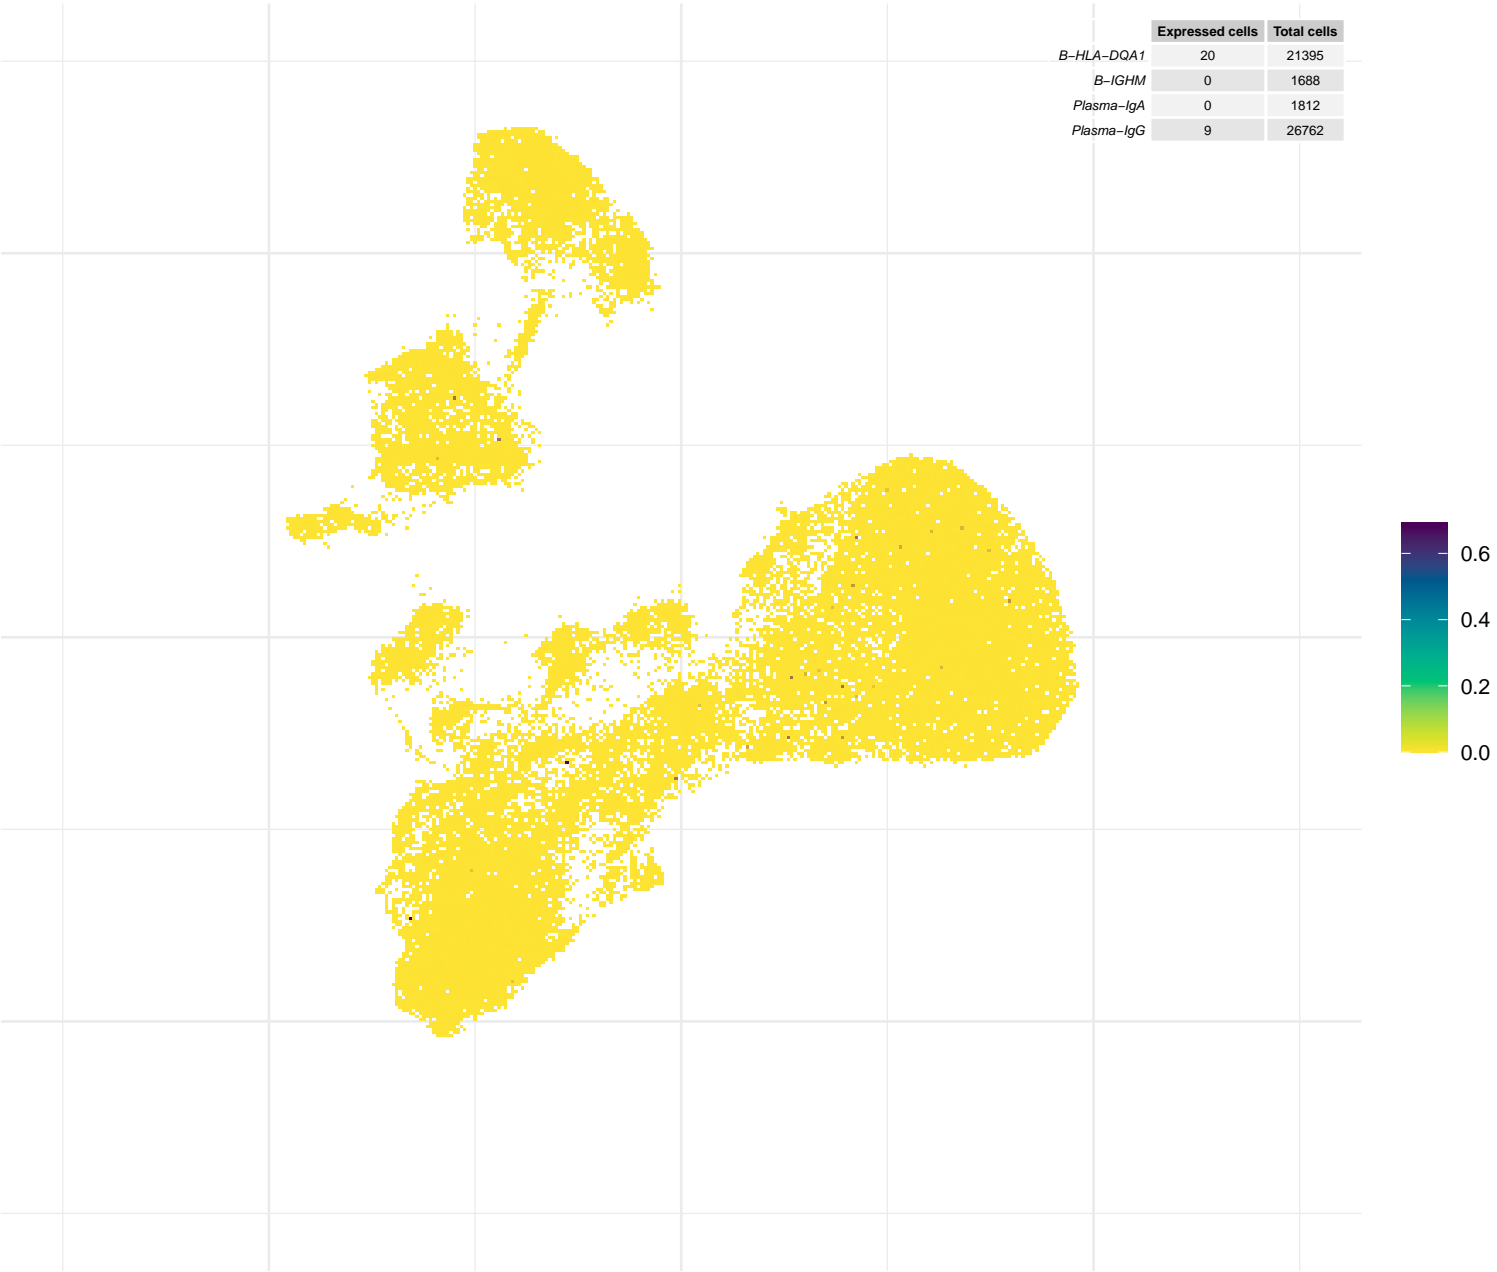 Expressed cells Total cells
B−HLA−DQA1 20 21395
B−IGHM 0 1688
Plasma−IgA 0 1812
Plasma−IgG 9 26762
0.6
0.4
0.2
0.0